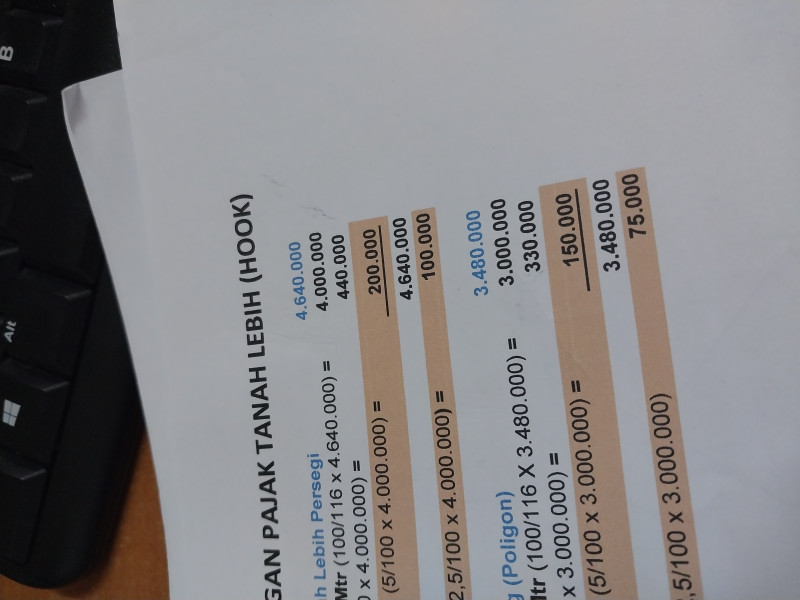 GAN PAJAK TANAH LEBIH (HOOK)
h Lebih Persegi 4.640.000
Mtr (100/116 x 4.640.000) = 4.000.000
0 x 4.000.000) = 440.000
(5/100 x 4.000.000) = 200.000
4.640.000
2,5/100 x 4.000.000) = 100.000
g (Poligon) 3.480.000
Mtr (100/116 X 3.480.000) = 3.000.000
x 3.000.000) = 330.000
(5/100 x 3.000.000) = 150.000
3.480.000
,5/100 x 3.000.000) 75.000
B
Alt